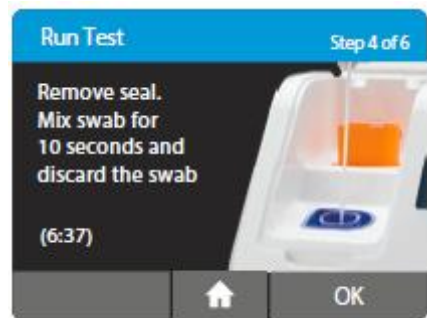 Run Test
Step 4 of 6
Remove seal.
Mix swab for
10 seconds and
discard the swab
(6:37)
OK